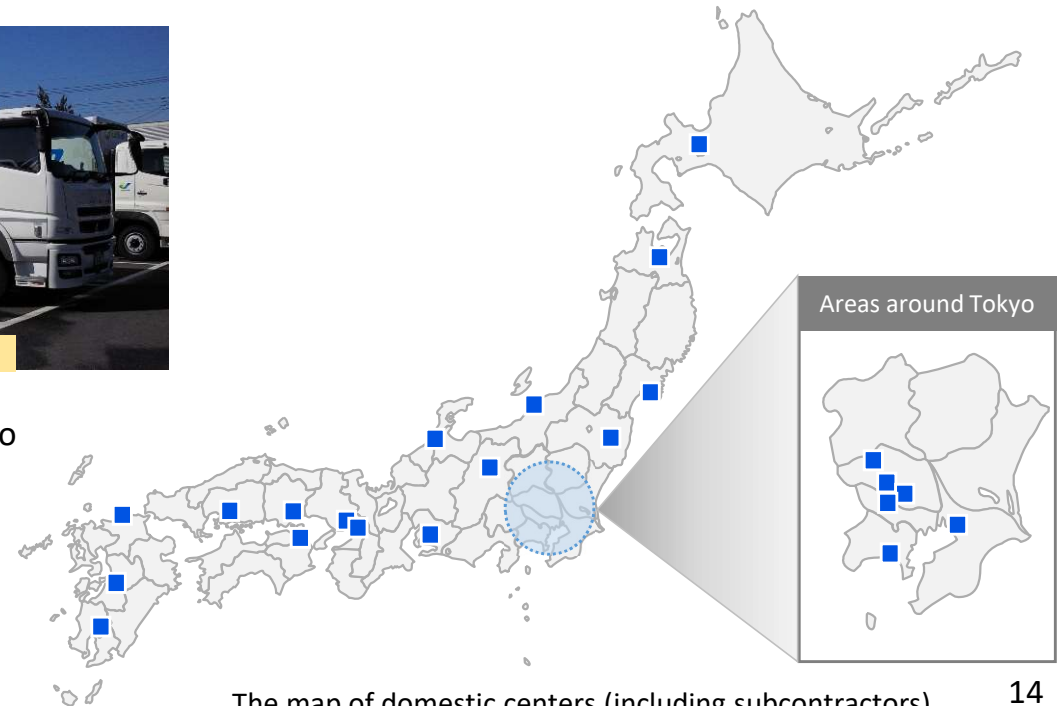 Areas around Tokyo
o
The map of domestic centers (including subcontractors)
14